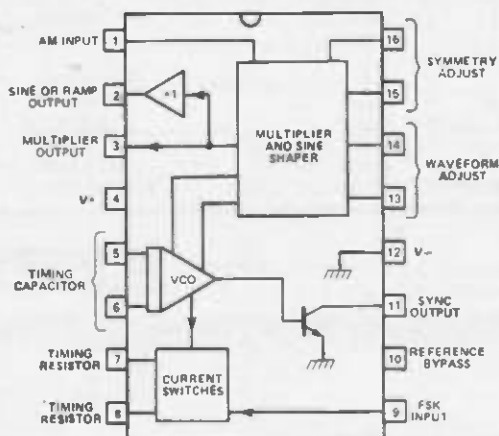 AM INPUT 1
SINE OR RAMP OUTPUT 2
MULTIPLIER OUTPUT 3
V+ 4
TIMING CAPACITOR
5
6
TIMING RESISTOR 7
TIMING RESISTOR 8
+1
MULTIPLIER AND SINE SHAPER
VCO
CURRENT SWITCHES
16
15
SYMMETRY ADJUST
14
13
WAVEFORM ADJUST
12 V–
11 SYNC OUTPUT
10 REFERENCE BYPASS
9 FSK INPUT